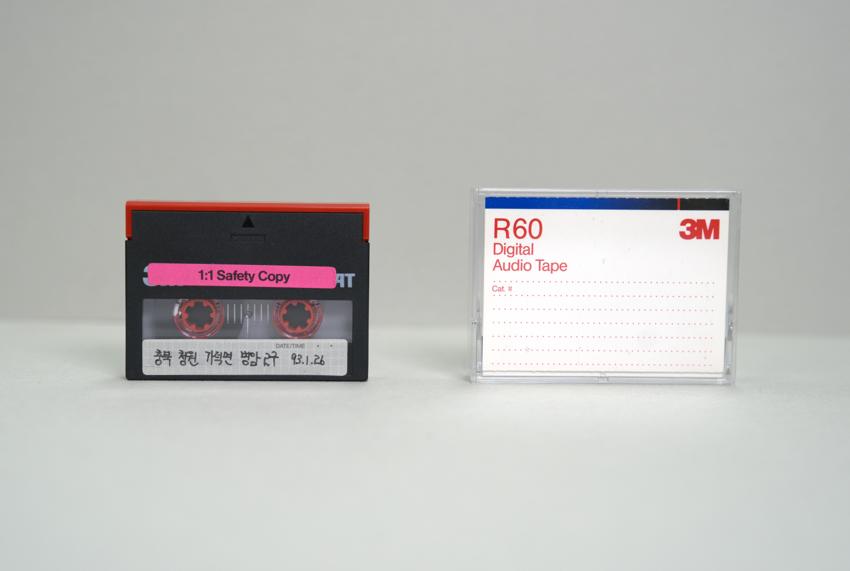 1:1 Safety Copy
AT
DATE/TIME
충북 청원 가덕면 병암2구 93.1.26
R60
3M
Digital
Audio Tape
Cat. #